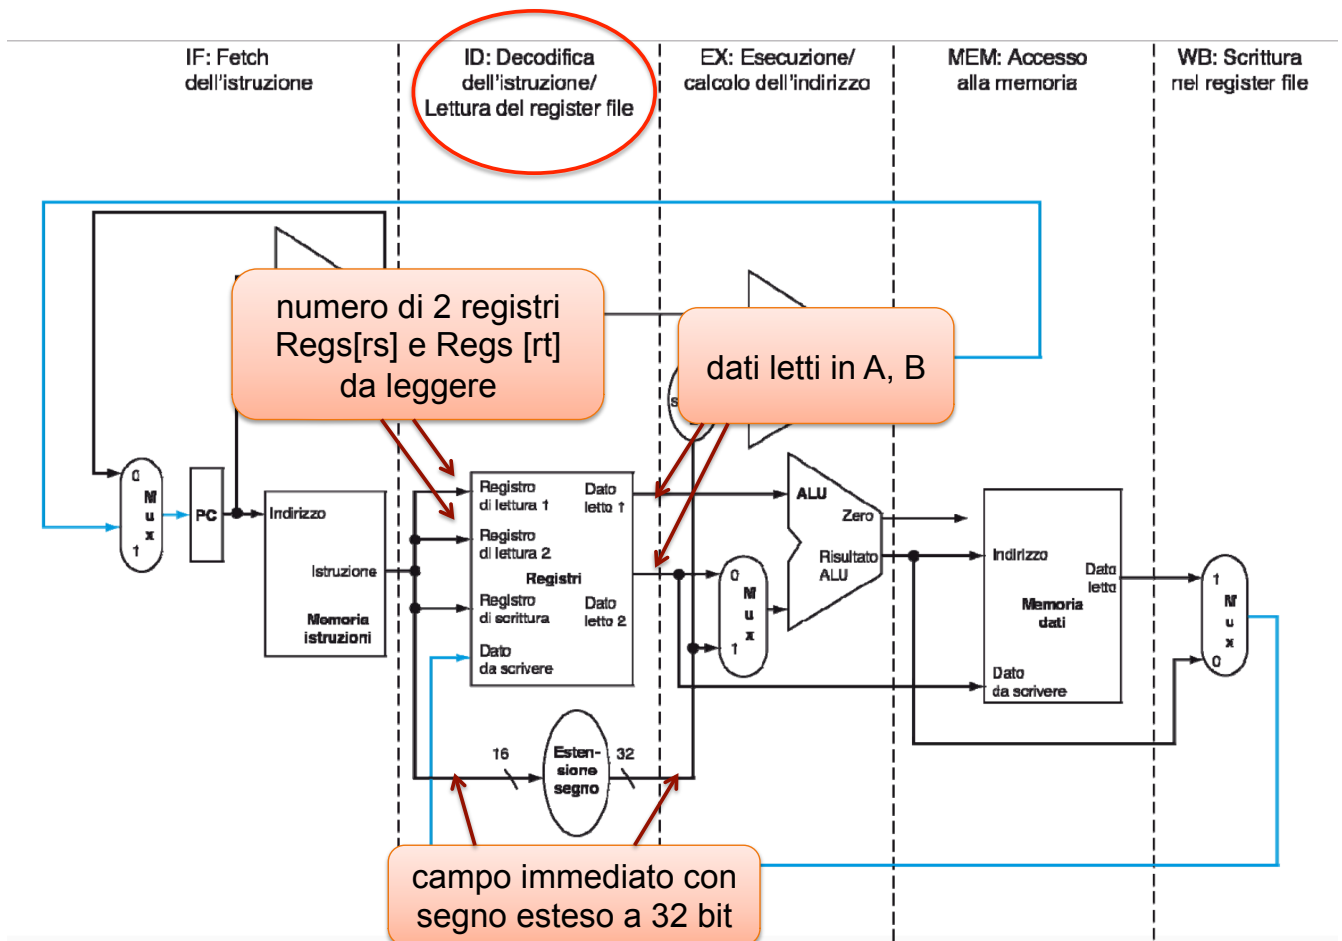 IF: Fetch
dell'istruzione
ID: Decodifica
dell'istruzione/
Lettura del register file
EX: Esecuzione/
calcolo dell'indirizzo
MEM: Accesso
alla memoria
WB: Scrittura
nel register file
numero di 2 registri
Regs[rs] e Regs [rt]
da leggere
dati letti in A, B
s
0
M
u
x
1
PC
Indirizzo
Istruzione
Memoria
istruzioni
Registro
di lettura 1
Registro
di lettura 2
Registri
Registro
di scrittura
Dato
da scrivere
Dato
letto 1
Dato
letto 2
0
M
u
x
1
ALU
Zero
Risultato
ALU
Indirizzo
Dato
letto
Memoria
dati
Dato
da scrivere
1
M
u
x
0
16
Esten-
sione
segno
32
campo immediato con
segno esteso a 32 bit